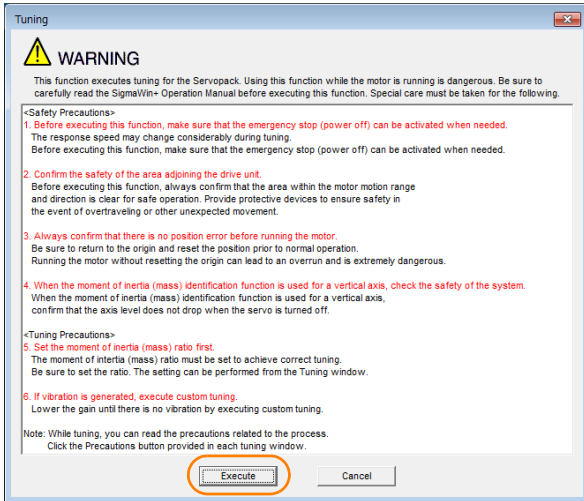 Tuning
WARNING
This function executes tuning for the Servopack. Using this function while the motor is running is dangerous. Be sure to
carefully read the SigmaWin+ Operation Manual before executing this function. Special care must be taken for the following.
<Safety Precautions>
1. Before executing this function, make sure that the emergency stop (power off) can be activated when needed.
The response speed may change considerably during tuning.
Before executing this function, make sure that the emergency stop (power off) can be activated when needed.
2. Confirm the safety of the area adjoining the drive unit.
Before executing this function, always confirm that the area within the motor motion range
and direction is clear for safe operation. Provide protective devices to ensure safety in
the event of overtraveling or other unexpected movement.
3. Always confirm that there is no position error before running the motor.
Be sure to return to the origin and reset the position prior to normal operation.
Running the motor without resetting the origin can lead to an overrun and is extremely dangerous.
4. When the moment of inertia (mass) identification function is used for a vertical axis, check the safety of the system.
When the moment of inertia (mass) identification function is used for a vertical axis,
confirm that the axis level does not drop when the servo is turned off.
<Tuning Precautions>
5. Set the moment of inertia (mass) ratio first.
The moment of intertia (mass) ratio must be set to achieve correct tuning.
Be sure to set the ratio. The setting can be performed from the Tuning window.
6. If vibration is generated, execute custom tuning.
Lower the gain until there is no vibration by executing custom tuning.
Note: While tuning, you can read the precautions related to the process.
Click the Precautions button provided in each tuning window.
Execute
Cancel